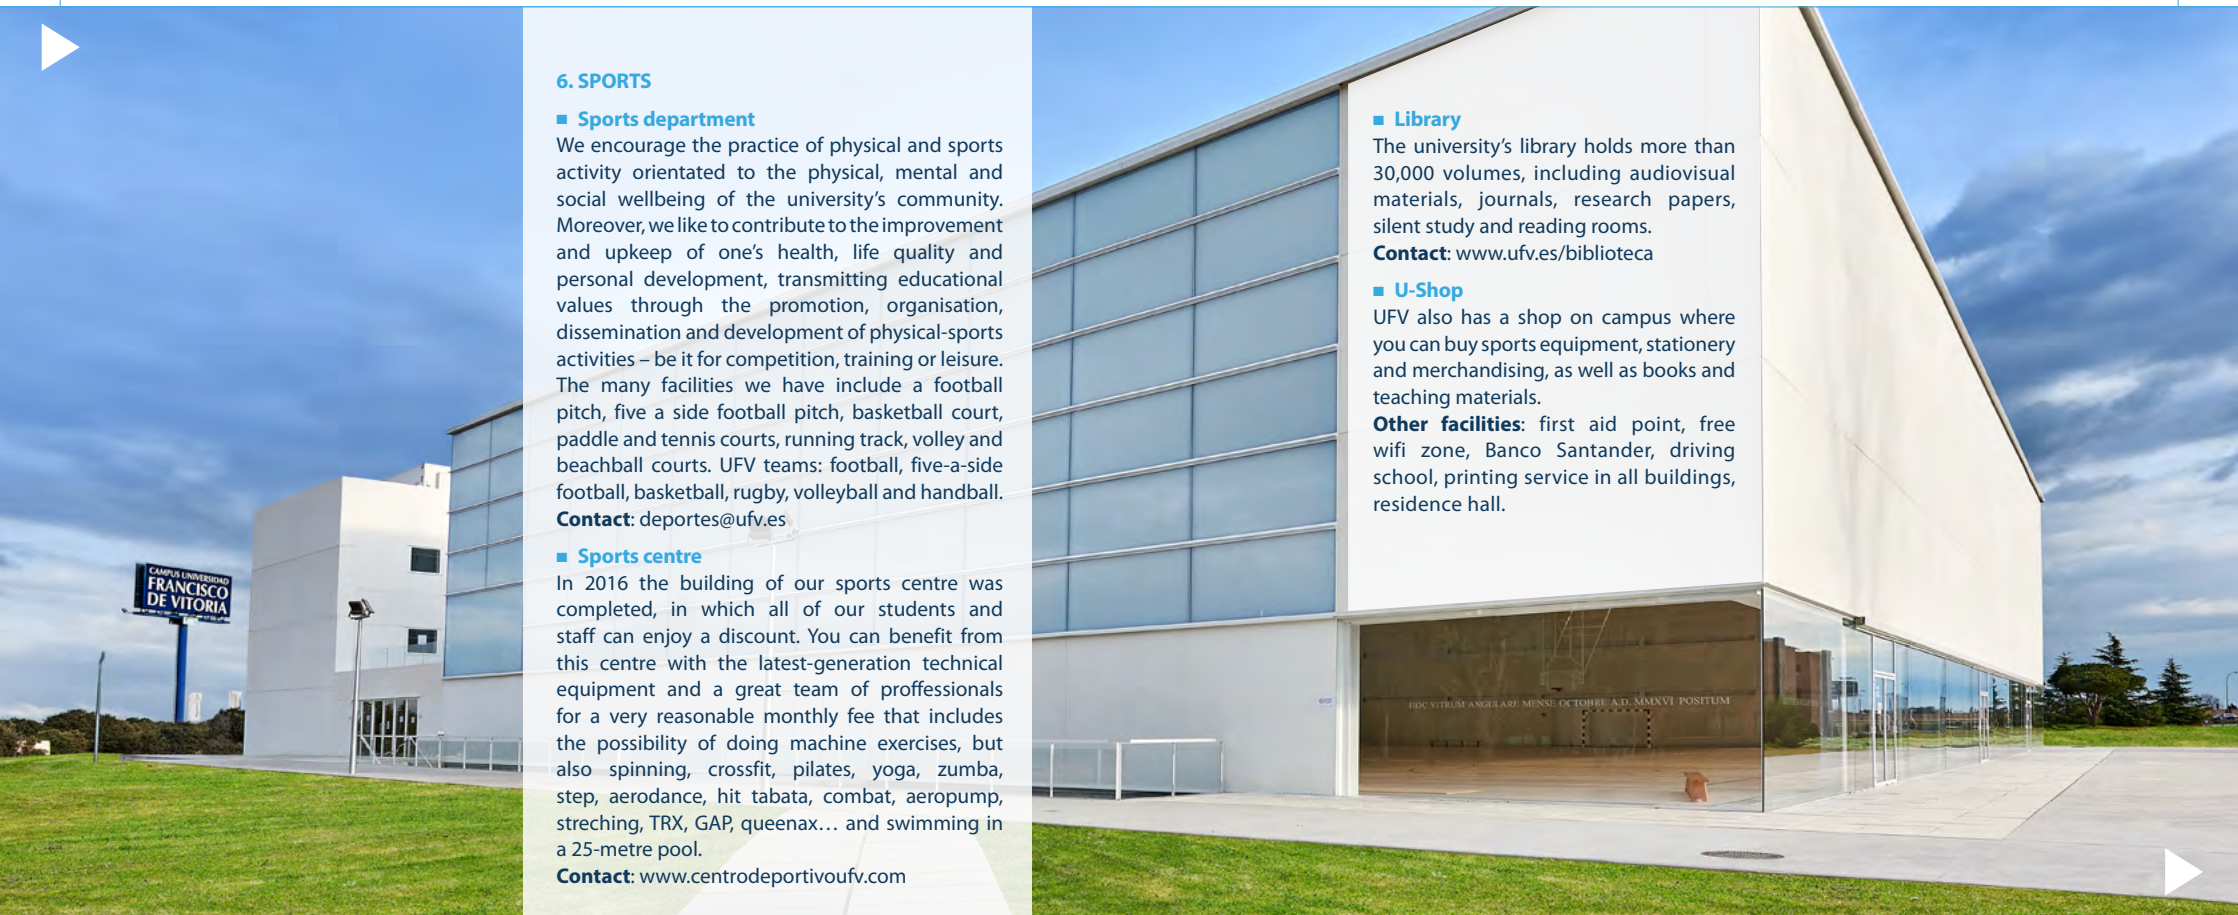 6. SPORTS
■ Sports department
We encourage the practice of physical and sports
activity orientated to the physical, mental and
social wellbeing of the university’s community.
Moreover, we like to contribute to the improvement
and upkeep of one’s health, life quality and
personal development, transmitting educational
values through the promotion, organisation,
dissemination and development of physical-sports
activities – be it for competition, training or leisure.
The many facilities we have include a football
pitch, five a side football pitch, basketball court,
paddle and tennis courts, running track, volley and
beachball courts. UFV teams: football, five-a-side
football, basketball, rugby, volleyball and handball.
Contact: deportes@ufv.es
■ Sports centre
In 2016 the building of our sports centre was
completed, in which all of our students and
staff can enjoy a discount. You can benefit from
this centre with the latest-generation technical
equipment and a great team of proffessionals
for a very reasonable monthly fee that includes
the possibility of doing machine exercises, but
also spinning, crossfit, pilates, yoga, zumba,
step, aerodance, hit tabata, combat, aeropump,
streching, TRX, GAP, queenax… and swimming in
a 25-metre pool.
Contact: www.centrodeportivoufv.com
■ Library
The university’s library holds more than
30,000 volumes, including audiovisual
materials, journals, research papers,
silent study and reading rooms.
Contact: www.ufv.es/biblioteca
■ U-Shop
UFV also has a shop on campus where
you can buy sports equipment, stationery
and merchandising, as well as books and
teaching materials.
Other facilities: first aid point, free
wifi zone, Banco Santander, driving
school, printing service in all buildings,
residence hall.
CAMPUS UNIVERSIDAD
FRANCISCO
DE VITORIA
HOC VITRUM ANGULARE MENSE OCTOBRE A.D. MMXVI POSITUM